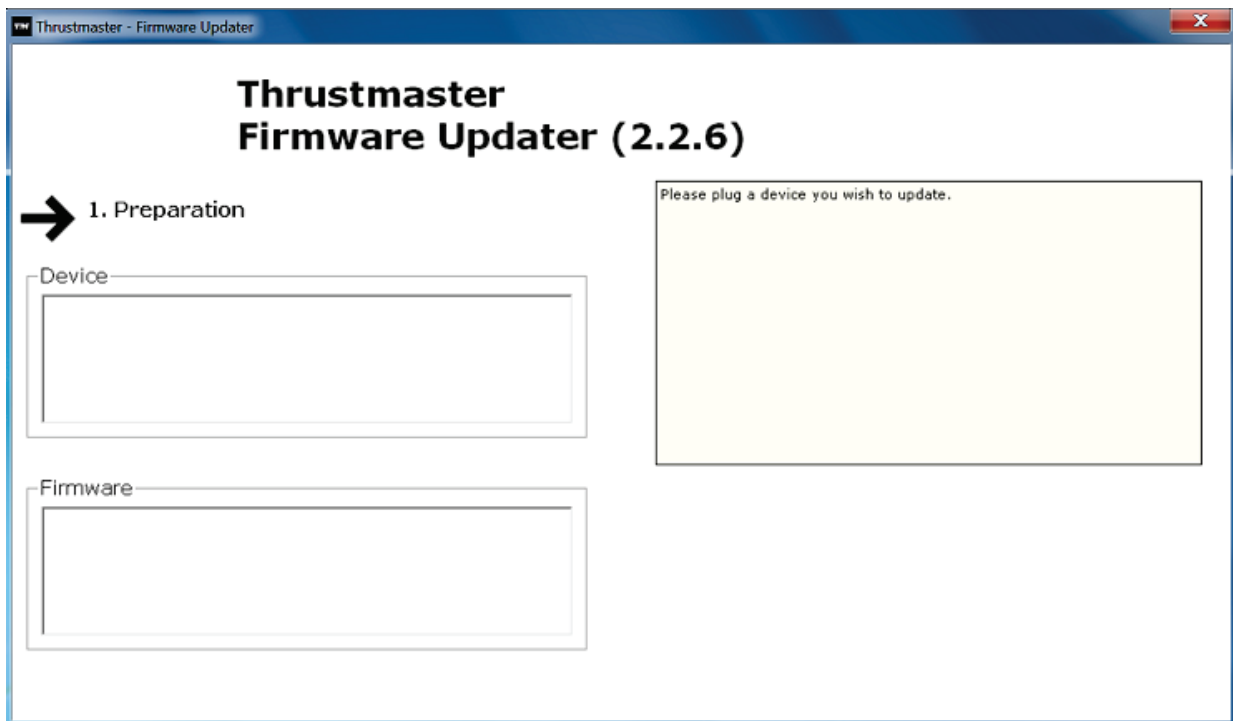 Thrustmaster - Firmware Updater
Thrustmaster
Firmware Updater (2.2.6)
1. Preparation
Please plug a device you wish to update.
Device
Firmware